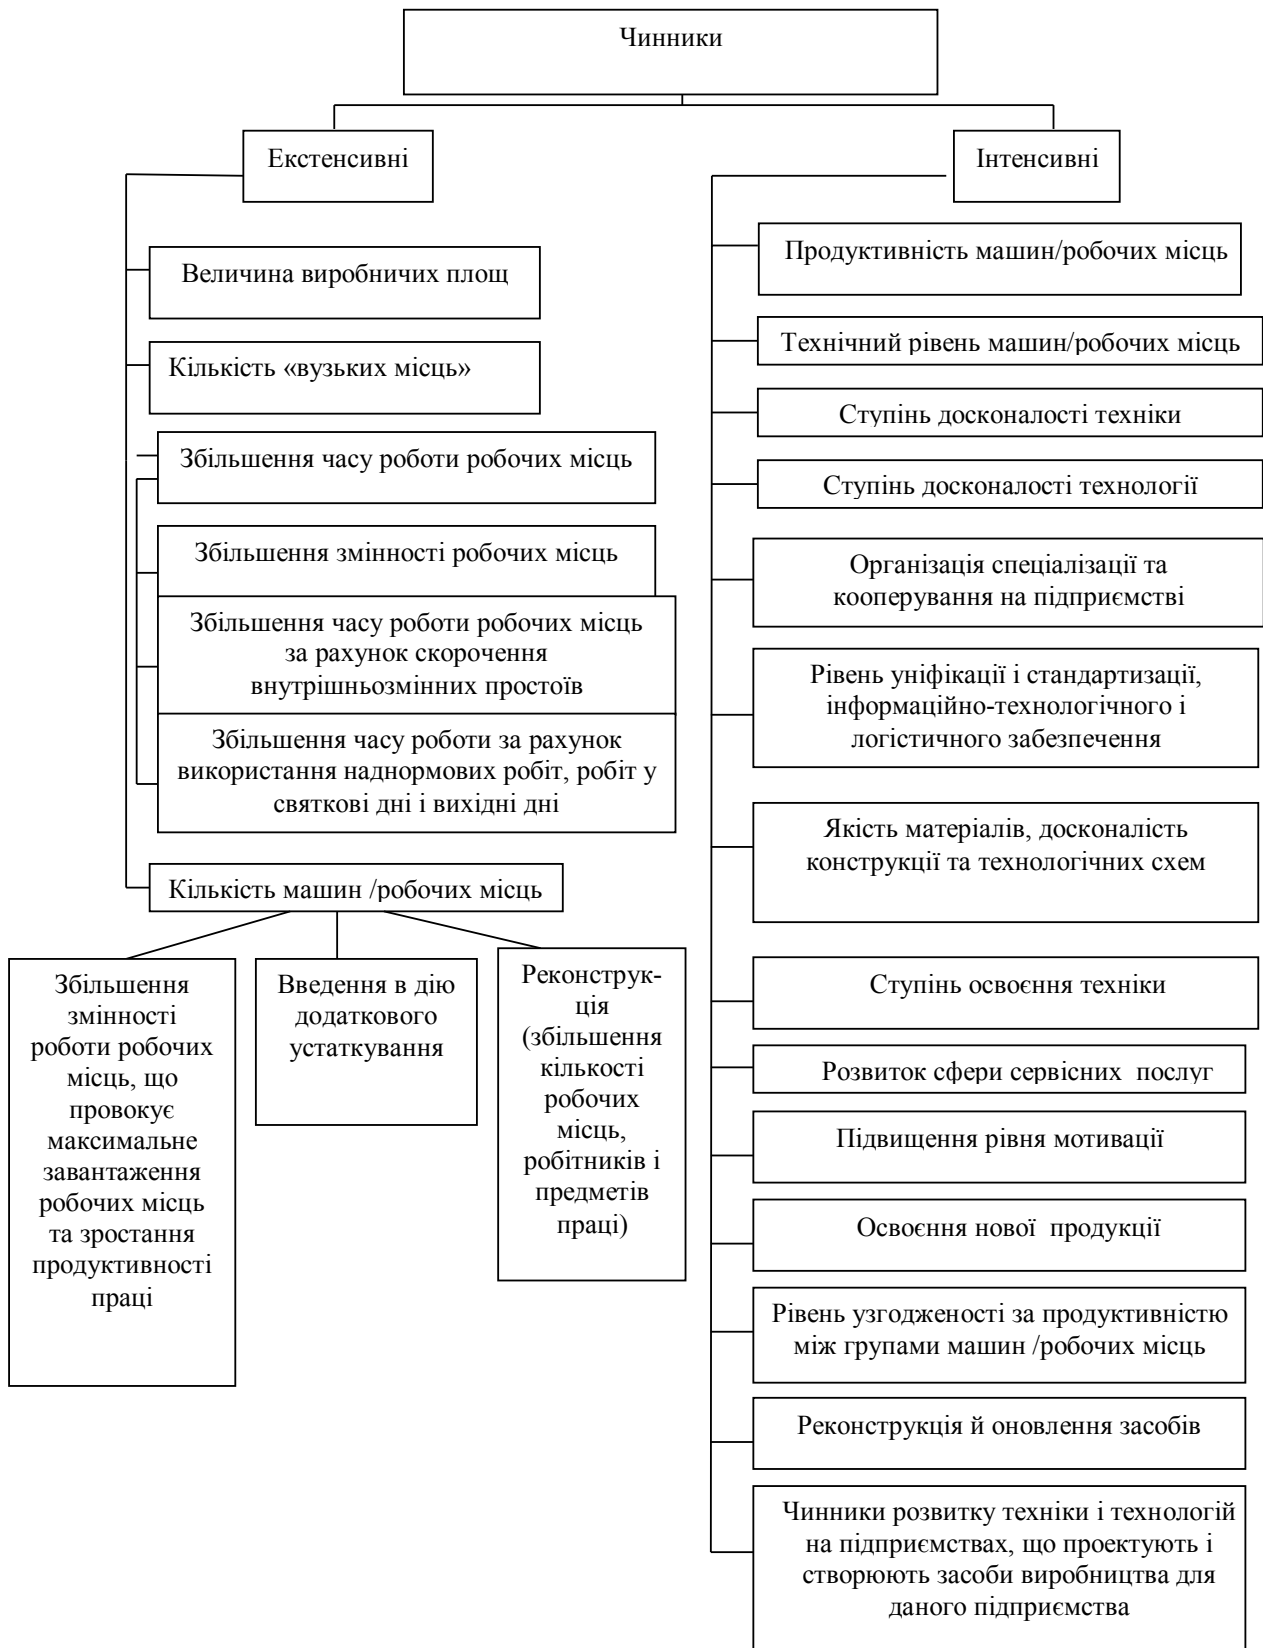 Чинники
Екстенсивні
Величина виробничих площ
Кількість «вузьких місць»
Збільшення часу роботи робочих місць
Збільшення змінності робочих місць
Збільшення часу роботи робочих місць
за рахунок скорочення
внутрішньозмінних простоїв
Збільшення часу роботи за рахунок
використання наднормових робіт, робіт у
святкові дні і вихідні дні
Кількість машин /робочих місць
Збільшення
змінності
роботи робочих
місць, що
провокує
максимальне
завантаження
робочих місць
та зростання
продуктивності
праці
Введення в дію
додаткового
устаткування
Реконструк-
ція
(збільшення
кількості
робочих
місць,
робітників і
предметів
праці)
Інтенсивні
Продуктивність машин/робочих місць
Технічний рівень машин/робочих місць
Ступінь досконалості техніки
Ступінь досконалості технології
Організація спеціалізації та
кооперування на підприємстві
Рівень уніфікації і стандартизації,
інформаційно-технологічного і
логістичного забезпечення
Якість матеріалів, досконалість
конструкції та технологічних схем
Ступінь освоєння техніки
Розвиток сфери сервісних послуг
Підвищення рівня мотивації
Освоєння нової продукції
Рівень узгодженості за продуктивністю
між групами машин /робочих місць
Реконструкція й оновлення засобів
Чинники розвитку техніки і технологій
на підприємствах, що проектують і
створюють засоби виробництва для
даного підприємства